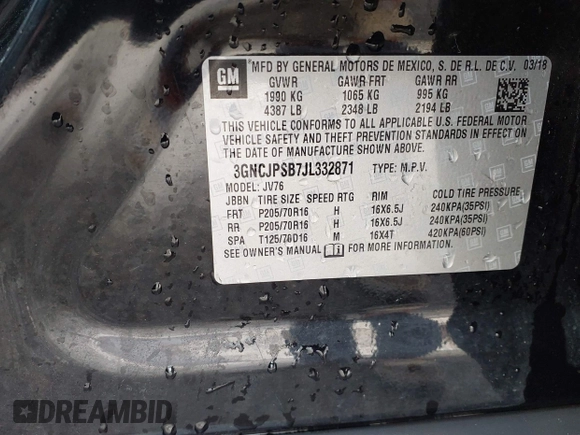 GM
MFD BY GENERAL MOTORS DE MEXICO, S. DE R.L. DE C.V. 03/18
GVWR GAWR FRT GAWR RR
1990 KG 1065 KG 995 KG
4387 LB 2348 LB 2194 LB
THIS VEHICLE CONFORMS TO ALL APPLICABLE U.S. FEDERAL MOTOR
VEHICLE SAFETY AND THEFT PREVENTION STANDARDS IN EFFECT ON THE
DATE OF MANUFACTURE SHOWN ABOVE.
3GNCJPSB7JL332871 TYPE: M.P.V.
MODEL: JV76
JBBN TIRE SIZE SPEED RTG RIM COLD TIRE PRESSURE
FRT P205/70R16 H 16X6.5J 240KPA(35PSI)
RR P205/70R16 H 16X6.5J 240KPA(35PSI)
SPA T125/70D16 M 16X4T 420KPA(60PSI)
SEE OWNER'S MANUAL FOR MORE INFORMATION
DREAMBID